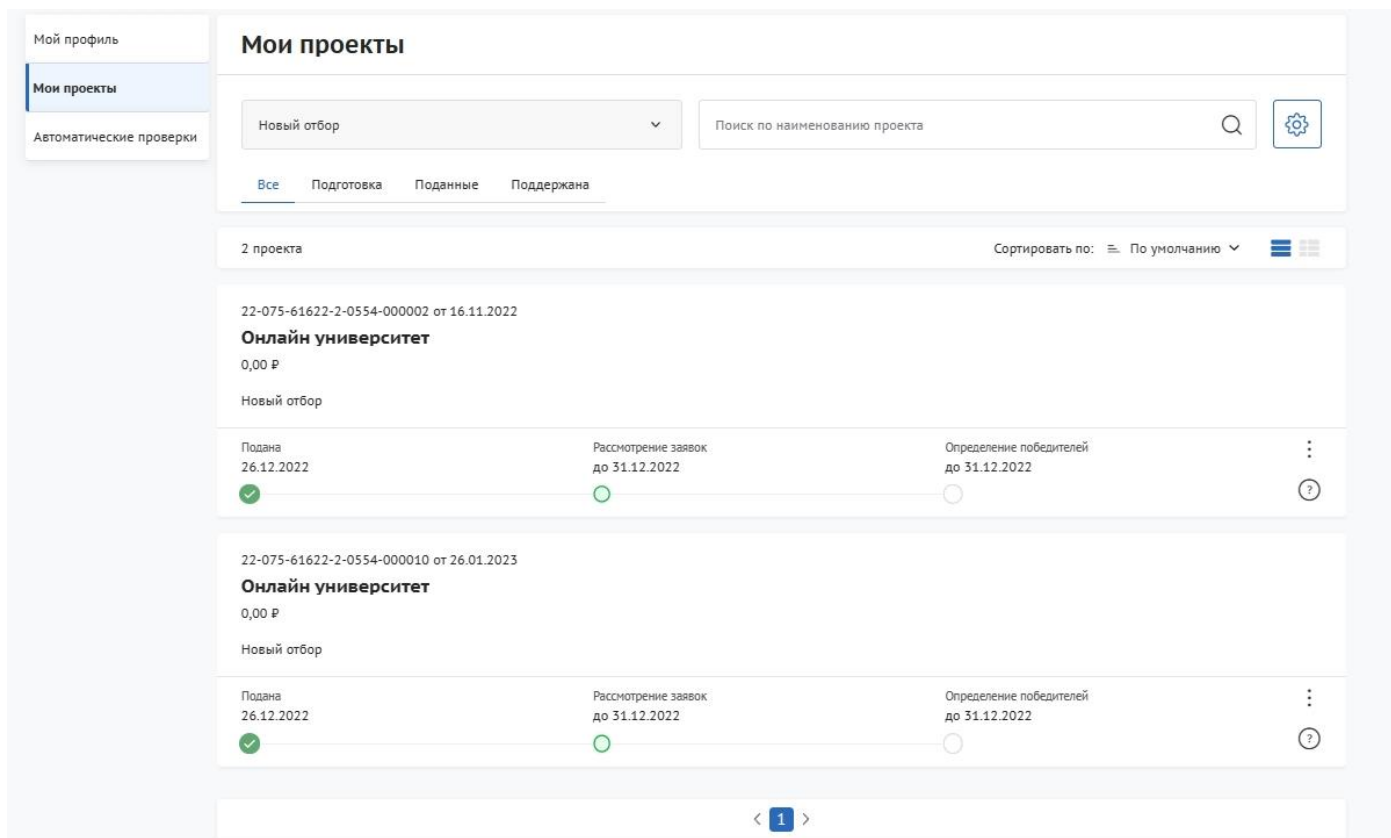 Мой профиль
Мои проекты
Автоматические проверки
Мои проекты
Новый отбор
Поиск по наименованию проекта
Все Подготовка Поданные Поддержана
2 проекта
Сортировать по: По умолчанию
22-075-61622-2-0554-000002 от 16.11.2022
Онлайн университет
0,00 ₽
Новый отбор
Подана Рассмотрение заявок Определение победителей
26.12.2022 до 31.12.2022 до 31.12.2022
?
22-075-61622-2-0554-000010 от 26.01.2023
Онлайн университет
0,00 ₽
Новый отбор
Подана Рассмотрение заявок Определение победителей
26.12.2022 до 31.12.2022 до 31.12.2022
?
< 1 >